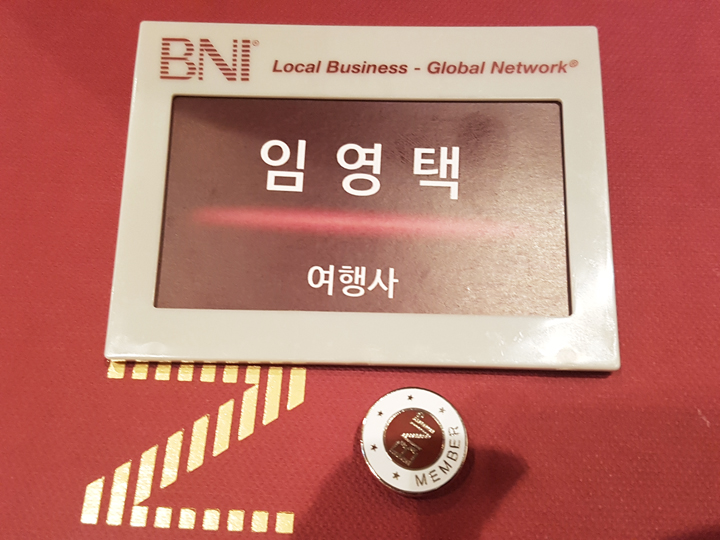 BNI® Local Business - Global Network®
임영택
여행사
MEMBER